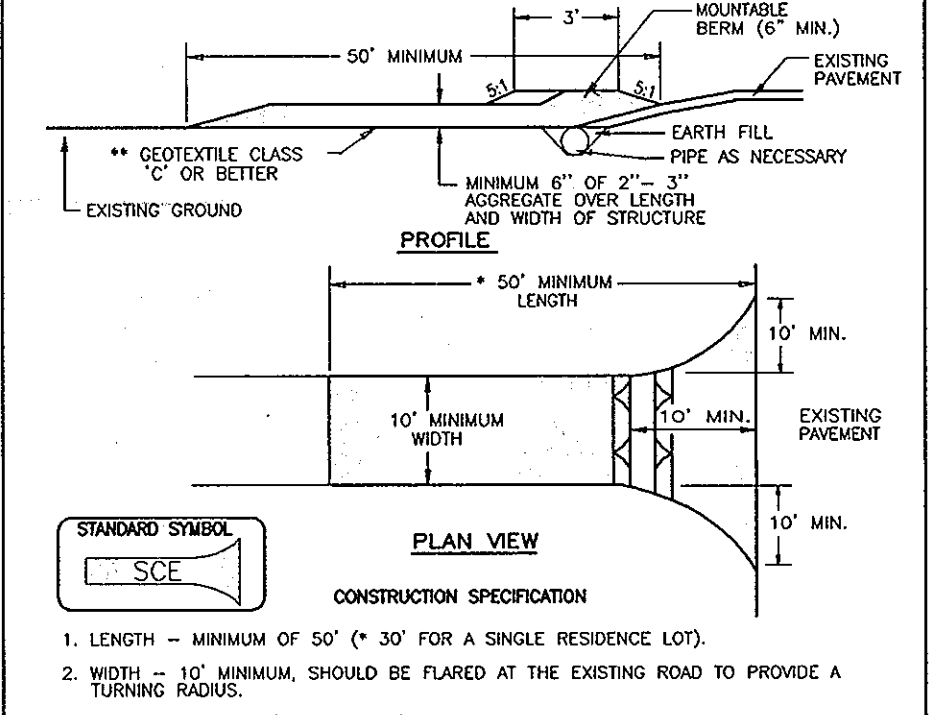 3'
MOUNTABLE
BERM (6" MIN.)
50' MINIMUM
EXISTING
PAVEMENT
5:1
5:1
EARTH FILL
** GEOTEXTILE CLASS
'C' OR BETTER
PIPE AS NECESSARY
MINIMUM 6" OF 2"- 3"
AGGREGATE OVER LENGTH
AND WIDTH OF STRUCTURE
EXISTING GROUND
PROFILE
* 50' MINIMUM
LENGTH
10' MIN.
10' MINIMUM
WIDTH
10' MIN.
EXISTING
PAVEMENT
10' MIN.
STANDARD SYMBOL
SCE
PLAN VIEW
CONSTRUCTION SPECIFICATION
1. LENGTH - MINIMUM OF 50' (* 30' FOR A SINGLE RESIDENCE LOT).
2. WIDTH - 10' MINIMUM, SHOULD BE FLARED AT THE EXISTING ROAD TO PROVIDE A
TURNING RADIUS.